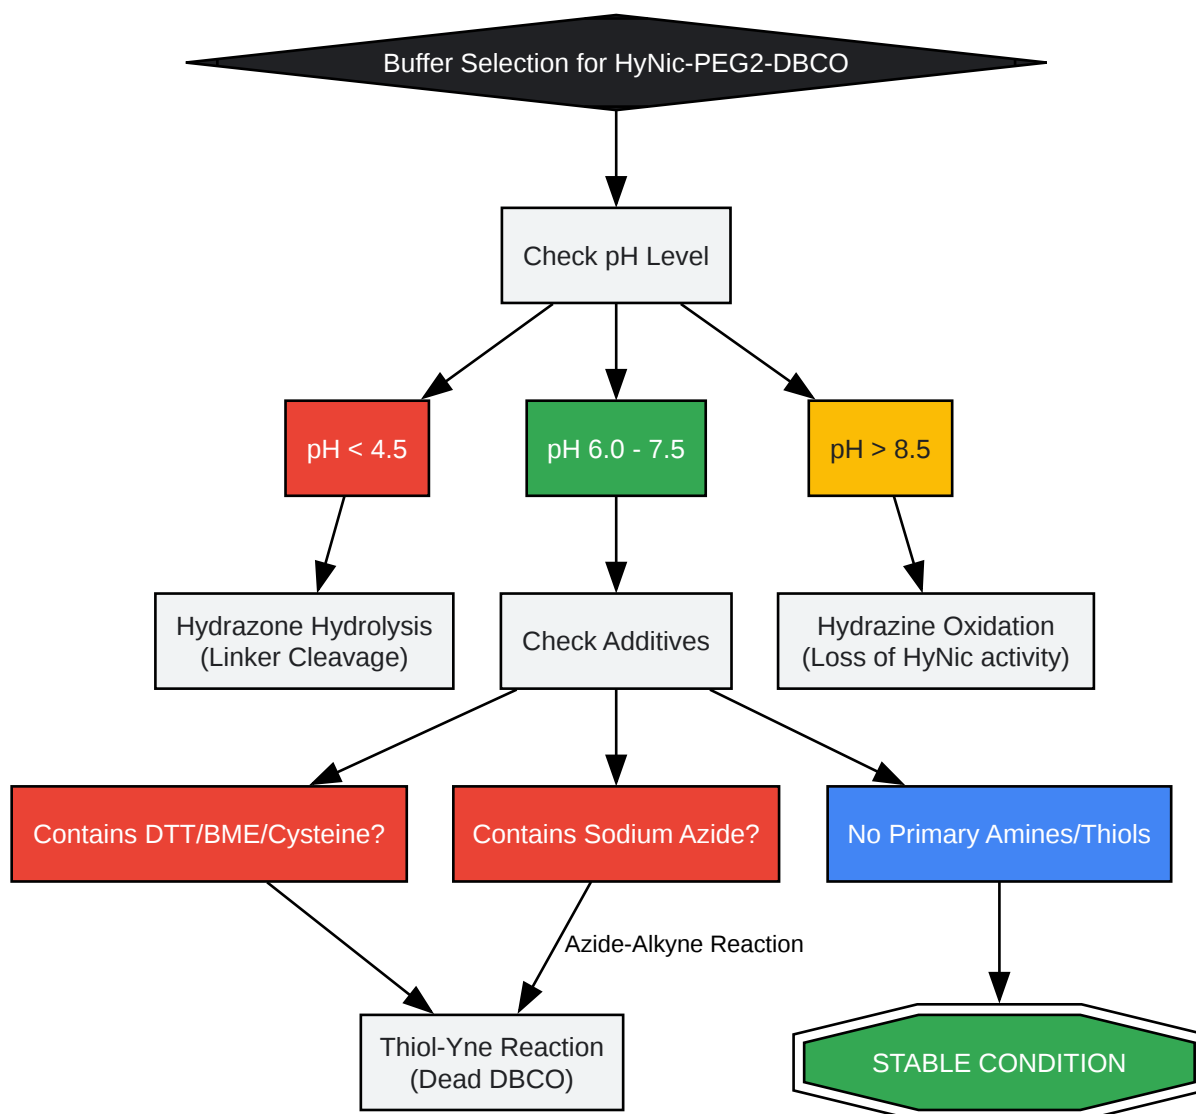 Buffer Selection for HyNic-PEG2-DBCO
Check pH Level
pH < 4.5
pH 6.0 - 7.5
pH > 8.5
Hydrazone Hydrolysis
(Linker Cleavage)
Check Additives
Hydrazine Oxidation
(Loss of HyNic activity)
Contains DTT/BME/Cysteine?
Contains Sodium Azide?
No Primary Amines/Thiols
Azide-Alkyne Reaction
Thiol-Yne Reaction
(Dead DBCO)
STABLE CONDITION